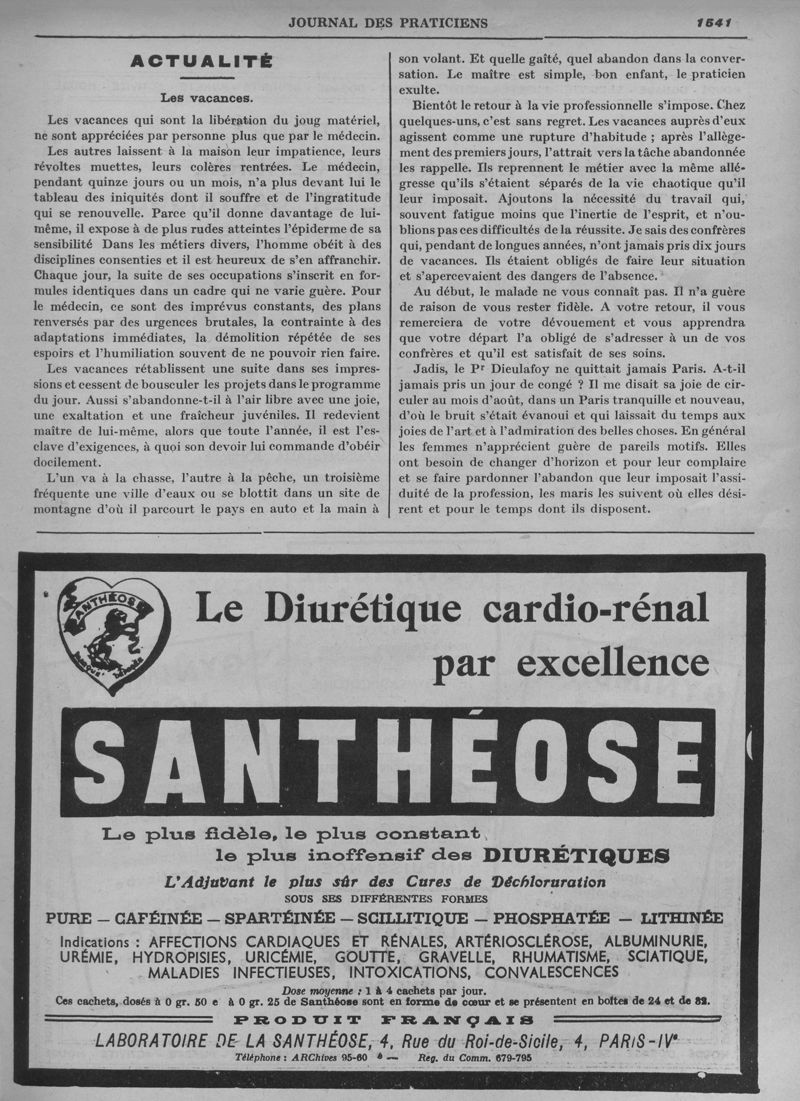 JOURNAL DES PRATICIENS
1541
ACTUALITÉ
Les vacances.
Les vacances qui sont la libération du joug matériel,
ne sont appréciées par personne plus que par le médecin.
Les autres laissent à la maison leur impatience, leurs
révoltes muettes, leurs colères rentrées. Le médecin,
pendant quinze jours ou un mois, n'a plus devant lui le
tableau des iniquités dont il souffre et de l'ingratitude
qui se renouvelle. Parce qu'il donne davantage de lui-
même, il expose à de plus rudes atteintes l'épiderme de sa
sensibilité Dans les métiers divers, l'homme obéit à des
disciplines consenties et il est heureux de s'en affranchir.
Chaque jour, la suite de ses occupations s'inscrit en for-
mules identiques dans un cadre qui ne varie guère. Pour
le médecin, ce sont des imprévus constants, des plans
renversés par des urgences brutales, la contrainte à des
adaptations immédiates, la démolition répétée de ses
espoirs et l'humiliation souvent de ne pouvoir rien faire.
Les vacances rétablissent une suite dans ses impres-
sions et cessent de bousculer les projets dans le programme
du jour. Aussi s'abandonne-t-il à l'air libre avec une joie,
une exaltation et une fraîcheur juvéniles. Il redevient
maître de lui-même, alors que toute l'année, il est l'es-
clave d'exigences, à quoi son devoir lui commande d'obéir
docilement.
L'un va à la chasse, l'autre à la pêche, un troisième
fréquente une ville d'eaux ou se blottit dans un site de
montagne d'où il parcourt le pays en auto et la main à
son volant. Et quelle gaîté, quel abandon dans la conver-
sation. Le maître est simple, bon enfant, le praticien
exulte.
Bientôt le retour à la vie professionnelle s'impose. Chez
quelques-uns, c'est sans regret. Les vacances auprès d'eux
agissent comme une rupture d'habitude ; après l'allège-
ment des premiers jours, l'attrait vers la tâche abandonnée
les rappelle. Ils reprennent le métier avec la même allé-
gresse qu'ils s'étaient séparés de la vie chaotique qu'il
leur imposait. Ajoutons la nécessité du travail qui,
souvent fatigue moins que l'inertie de l'esprit, et n'ou-
blions pas ces difficultés de la réussite. Je sais des confrères
qui, pendant de longues années, n'ont jamais pris dix jours
de vacances. Ils étaient obligés de faire leur situation
et s'apercevaient des dangers de l'absence.
Au début, le malade ne vous connaît pas. Il n'a guère
de raison de vous rester fidèle. A votre retour, il vous
remerciera de votre dévouement et vous apprendra
que votre départ l'a obligé de s'adresser à un de vos
confrères et qu'il est satisfait de ses soins.
Jadis, le Pr Dieulafoy ne quittait jamais Paris. A-t-il
jamais pris un jour de congé ? Il me disait sa joie de cir-
culer au mois d'août, dans un Paris tranquille et nouveau,
d'où le bruit s'était évanoui et qui laissait du temps aux
joies de l'art et à l'admiration des belles choses. En général
les femmes n'apprécient guère de pareils motifs. Elles
ont besoin de changer d'horizon et pour leur complaire
et se faire pardonner l'abandon que leur imposait l'assi-
duité de la profession, les maris les suivent où elles dési-
rent et pour le temps dont ils disposent.
SANTHÉOSE
Le Diurétique cardio-rénal
par excellence
SANTHÉOSE
Le plus fidèle, le plus constant
le plus inoffensif des DIURÉTIQUES
L'Adjuvant le plus sûr des Cures de Déchloruration
SOUS SES DIFFÉRENTES FORMES
PURE — CAFÉINÉE — SPARTÉINÉE — SCILLITIQUE — PHOSPHATÉE — LITHINÉE
Indications : AFFECTIONS CARDIAQUES ET RÉNALES, ARTÉRIOSCLÉROSE, ALBUMINURIE,
URÉMIE, HYDROPISIES, URICÉMIE, GOUTTE, GRAVELLE, RHUMATISME, SCIATIQUE,
MALADIES INFECTIEUSES, INTOXICATIONS, CONVALESCENCES
Dose moyenne : 1 à 4 cachets par jour.
Ces cachets, dosés à 0 gr. 50 e à 0 gr. 25 de Santhéose sont en forme de cœur et se présentent en boîtes de 24 et de 32.
PRODUIT FRANÇAIS
LABORATOIRE DE LA SANTHÉOSE, 4, Rue du Roi-de-Sicile, 4, PARIS-IVe
Téléphone : ARChives 95-60 — Reg. du Comm. 679-795